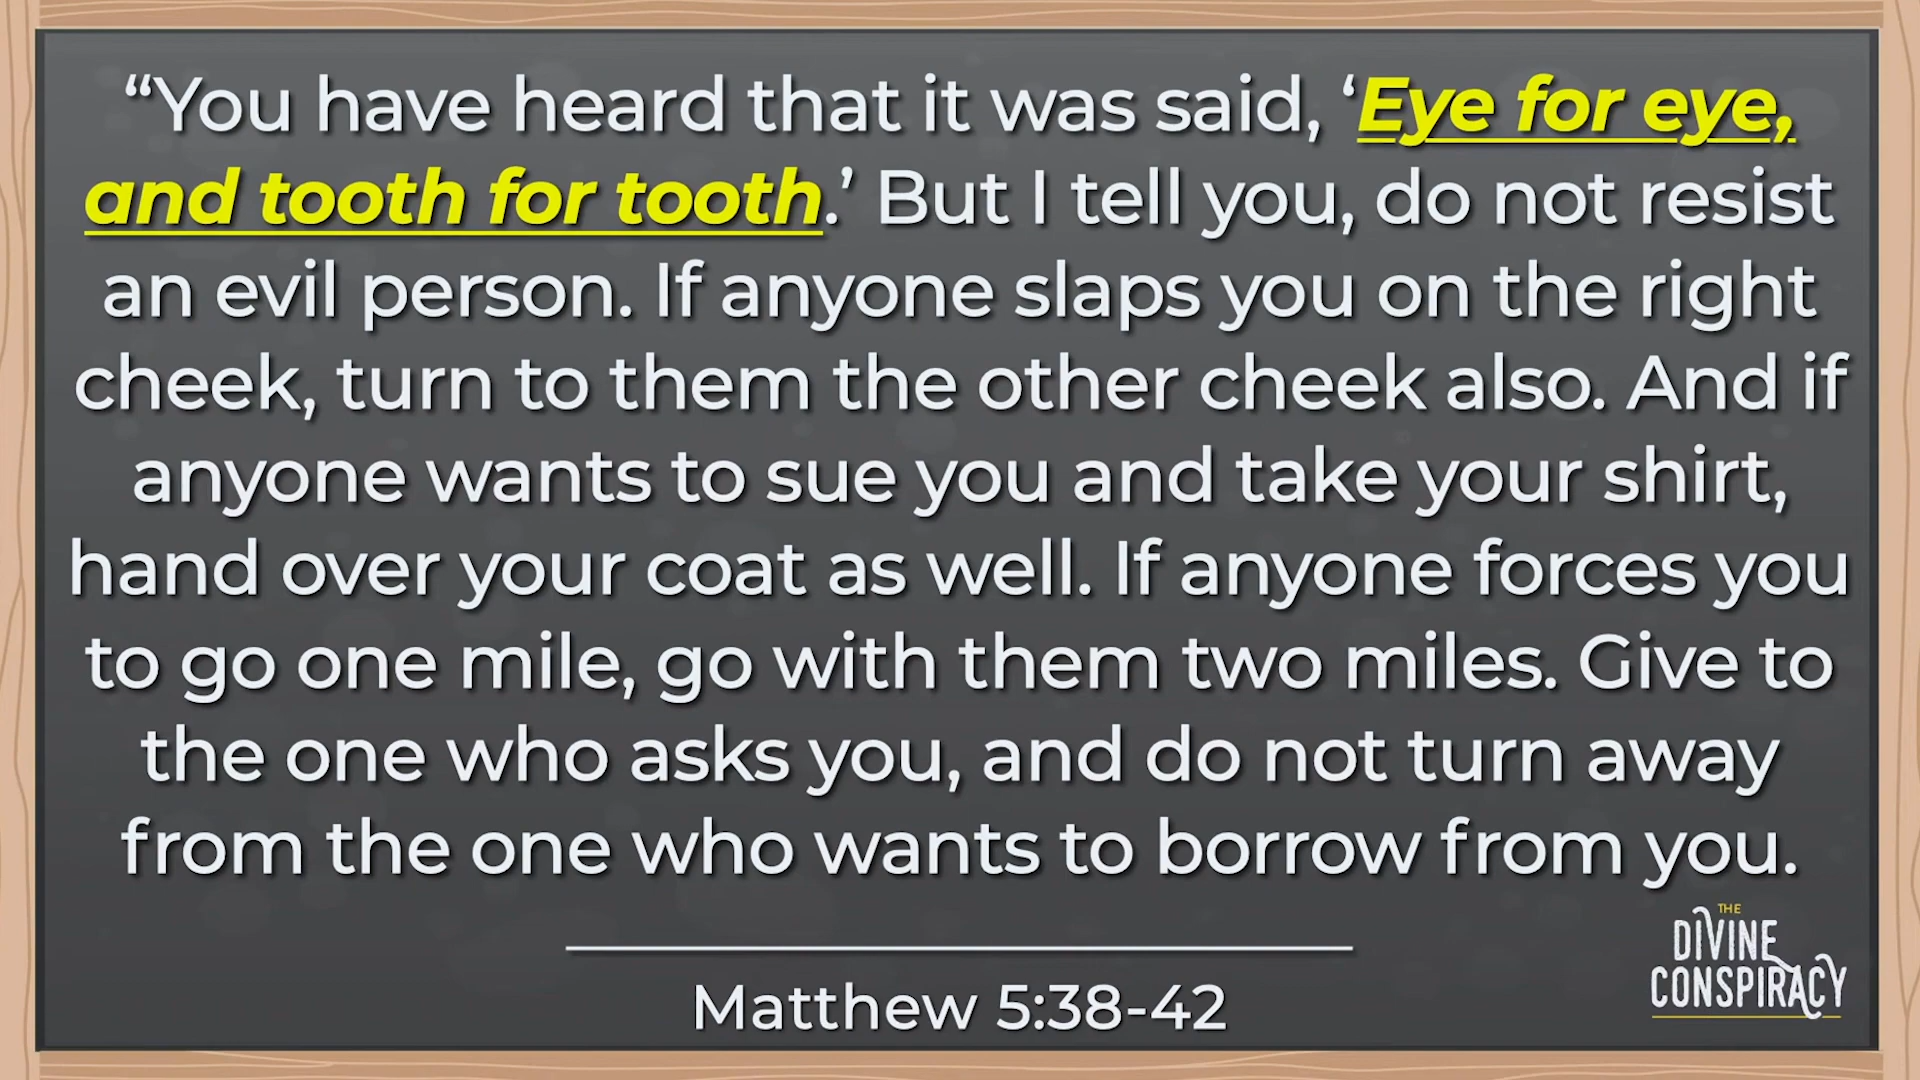 “You have heard that it was said, ‘Eye for eye,
and tooth for tooth.’ But I tell you, do not resist
an evil person. If anyone slaps you on the right
cheek, turn to them the other cheek also. And if
anyone wants to sue you and take your shirt,
hand over your coat as well. If anyone forces you
to go one mile, go with them two miles. Give to
the one who asks you, and do not turn away
from the one who wants to borrow from you.
Matthew 5:38-42
THE
DIVINE
CONSPIRACY